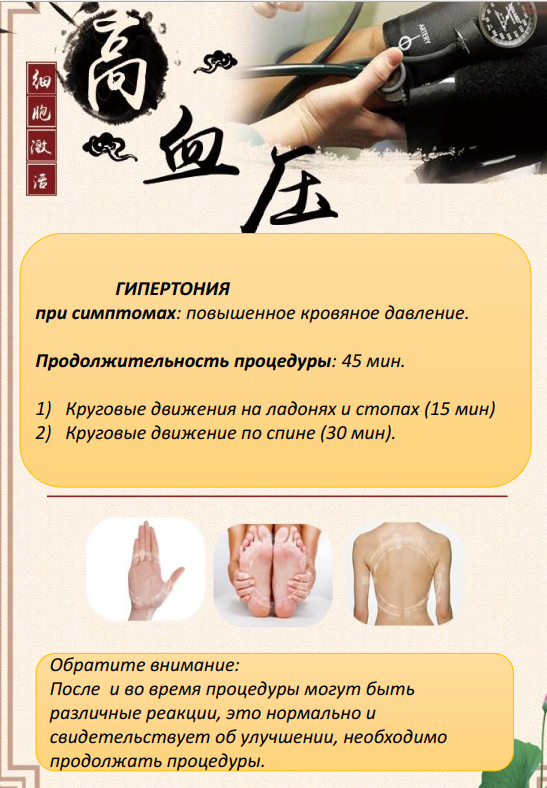 高血压
细胞激活
ARTERY
ГИПЕРТОНИЯ
при симптомах: повышенное кровяное давление.
Продолжительность процедуры: 45 мин.
1) Круговые движения на ладонях и стопах (15 мин)
2) Круговые движение по спине (30 мин).
Обратите внимание:
После и во время процедуры могут быть
различные реакции, это нормально и
свидетельствует об улучшении, необходимо
продолжать процедуры.